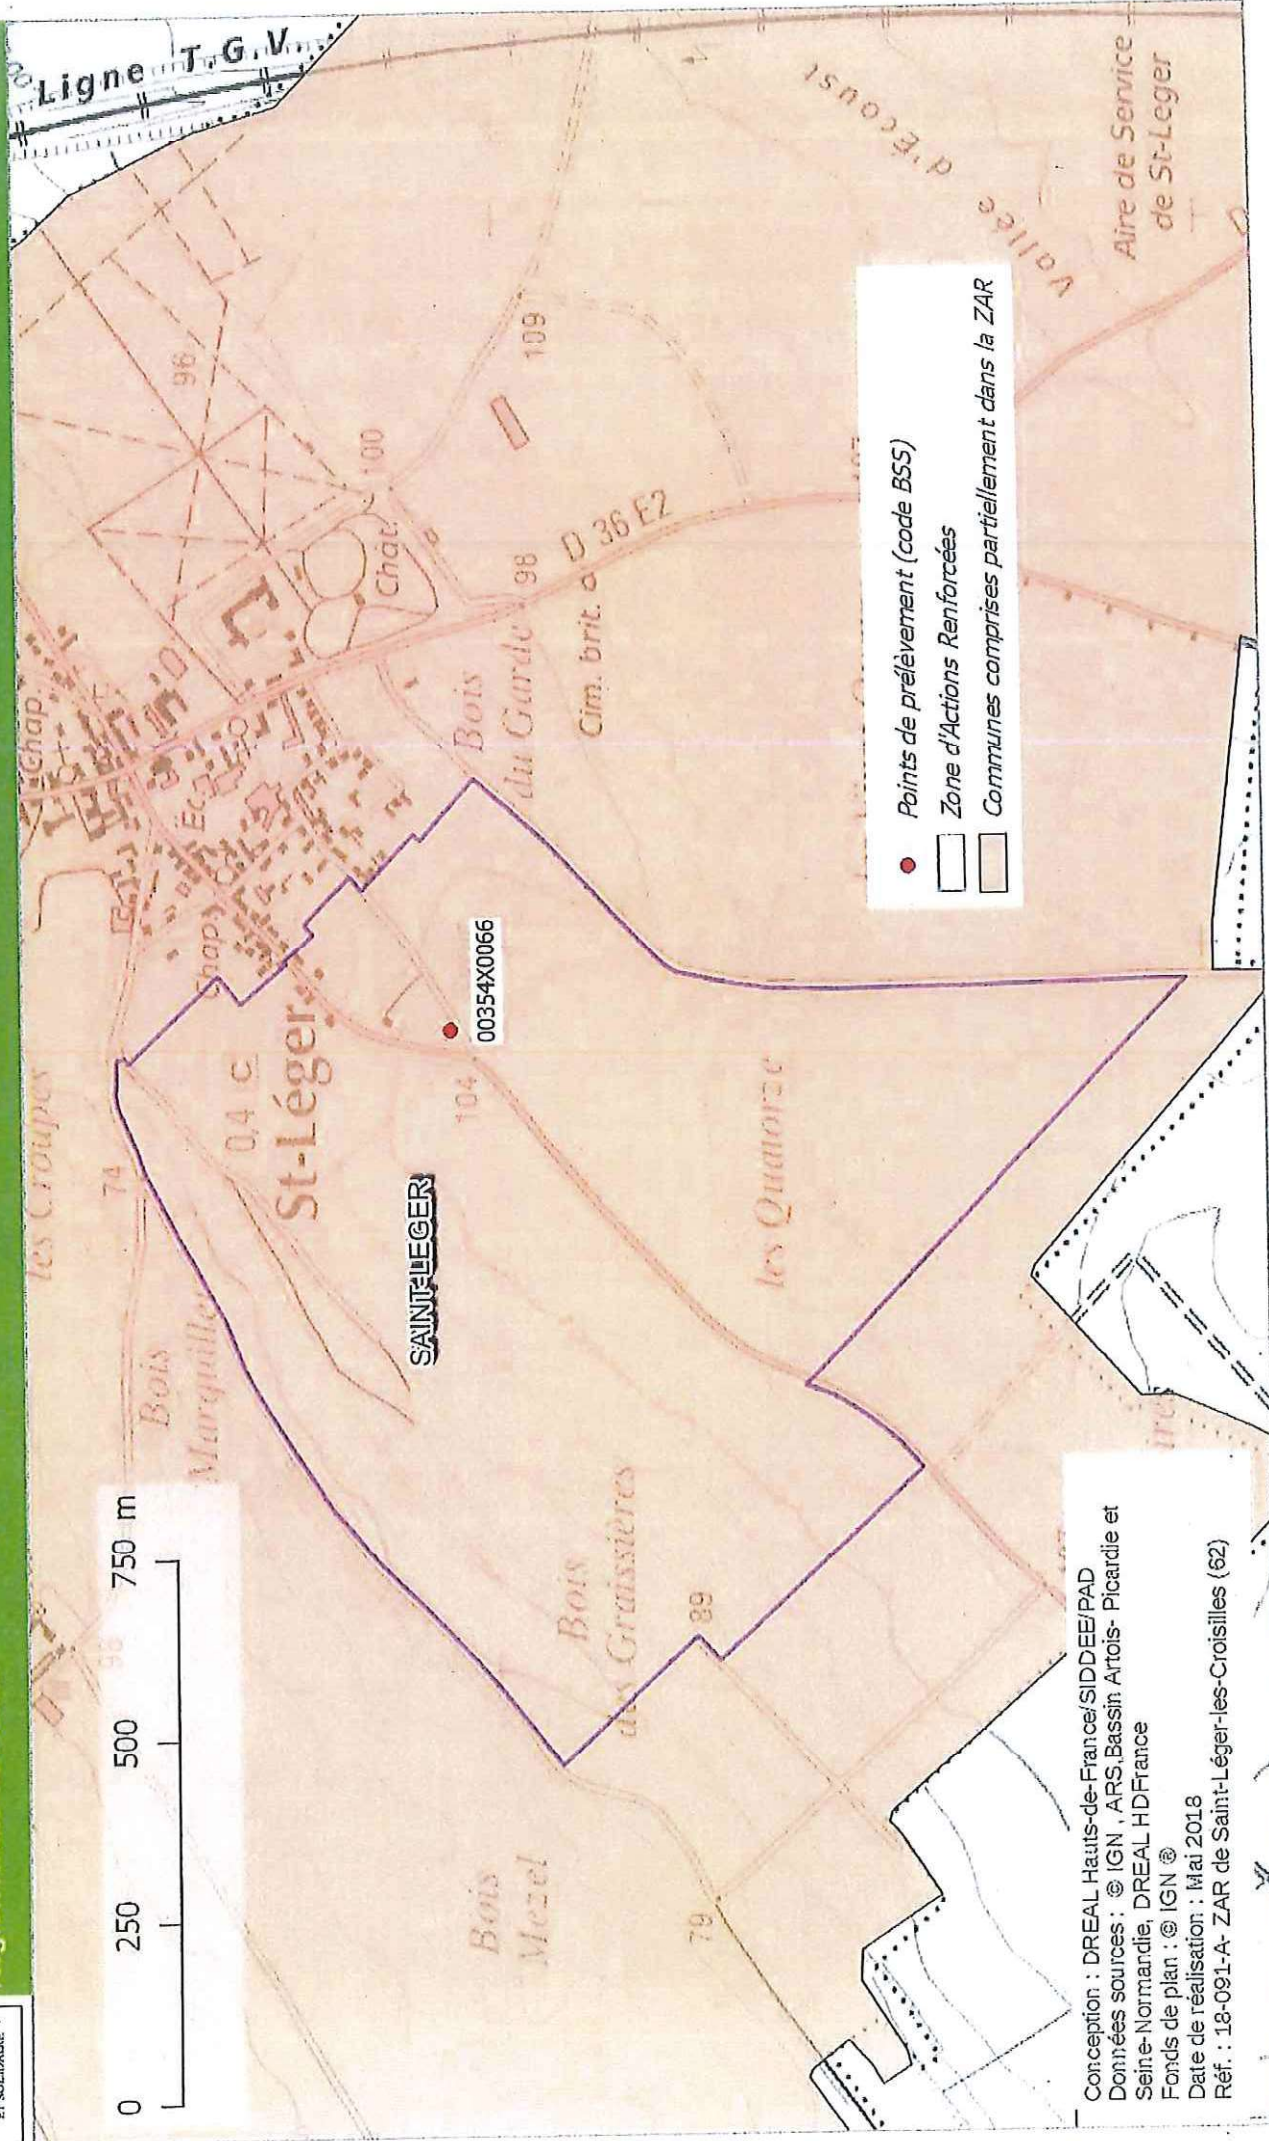 Ligne T.G.V.
Chap.
les Croupes
74
Bois
Marquilles
Chap.
Éc.
96
100
Chat.
0,4 C
St-Léger
SAINT-LEGER
104
00354X0066
Bois
du Garde
98
D 36 E2
Cim. brit.
109
Vallée d'Écoust
Aire de Service
de St-Leger
les Quatorze
Bois
des Graissières
89
Bois
Mezel
79
0 250 500 750 m
Points de prélèvement (code BSS)
Zone d'Actions Renforcées
Communes comprises partiellement dans la ZAR
Conception : DREAL Hauts-de-France/SIDDEE/PAD
Données sources : © IGN , ARS,Bassin Artois- Picardie et
Seine-Normandie, DREAL HDFrance
Fonds de plan : © IGN ®
Date de réalisation : Mai 2018
Réf. : 18-091-A- ZAR de Saint-Léger-les-Croisilles (62)